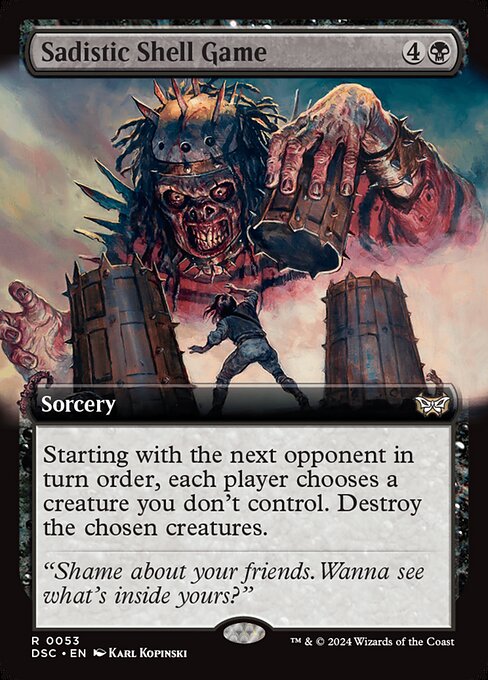 Sadistic Shell Game 4
Sorcery
Starting with the next opponent in
turn order, each player chooses a
creature you don't control. Destroy
the chosen creatures.
“Shame about your friends. Wanna see
what's inside yours?”
R 0053
DSC • EN Karl Kopinski
™ & © 2024 Wizards of the Coast